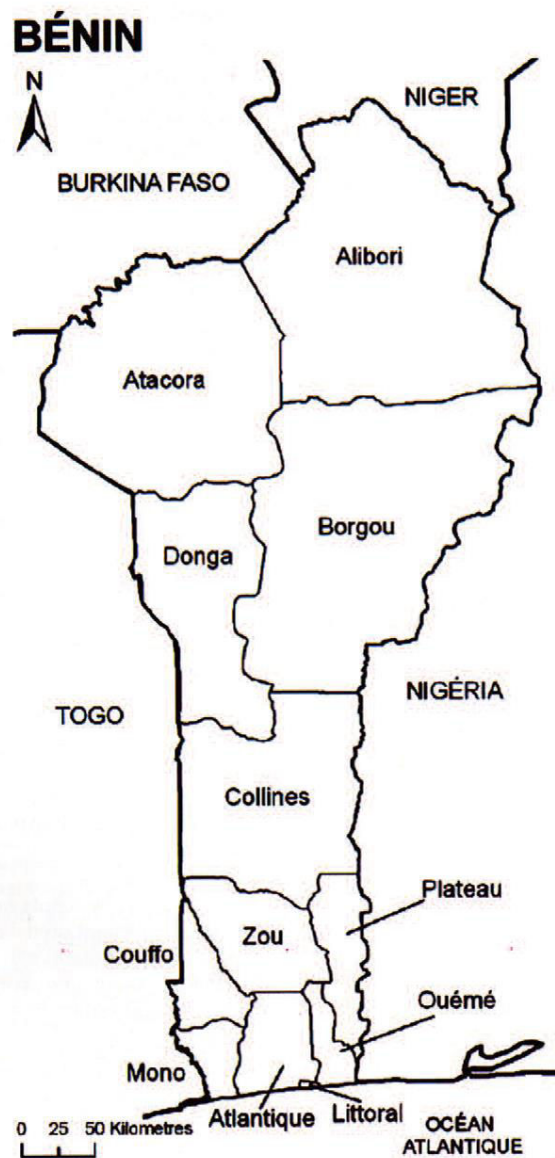 BÉNIN
N
NIGER
BURKINA FASO
Alibori
Atacora
Borgou
Donga
NIGÉRIA
TOGO
Collines
Plateau
Zou
Couffo
Ouémé
Mono
Atlantique
Littoral
0 25 50 Kilometres
OCÉAN
ATLANTIQUE